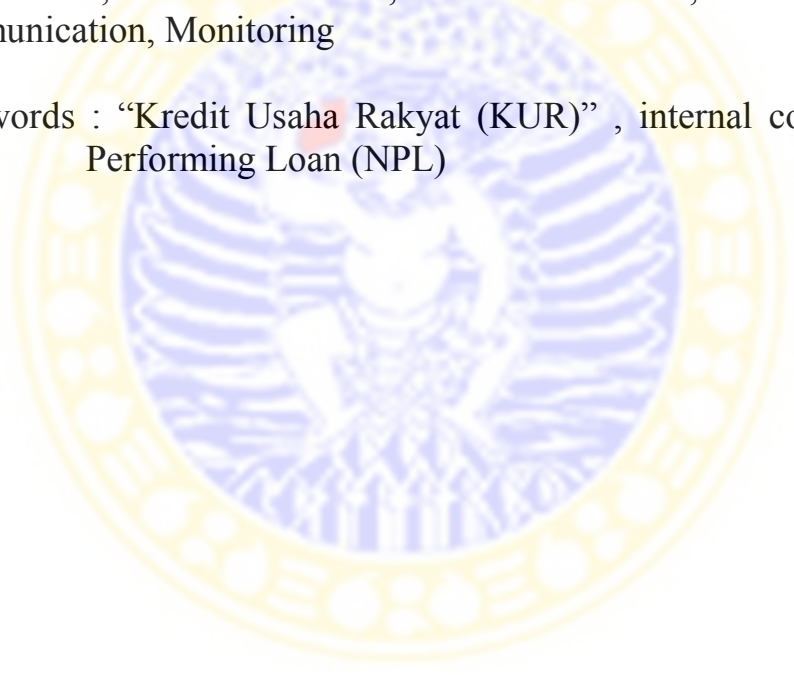 munication, Monitoring
words : “Kredit Usaha Rakyat (KUR)” , internal co
Performing Loan (NPL)